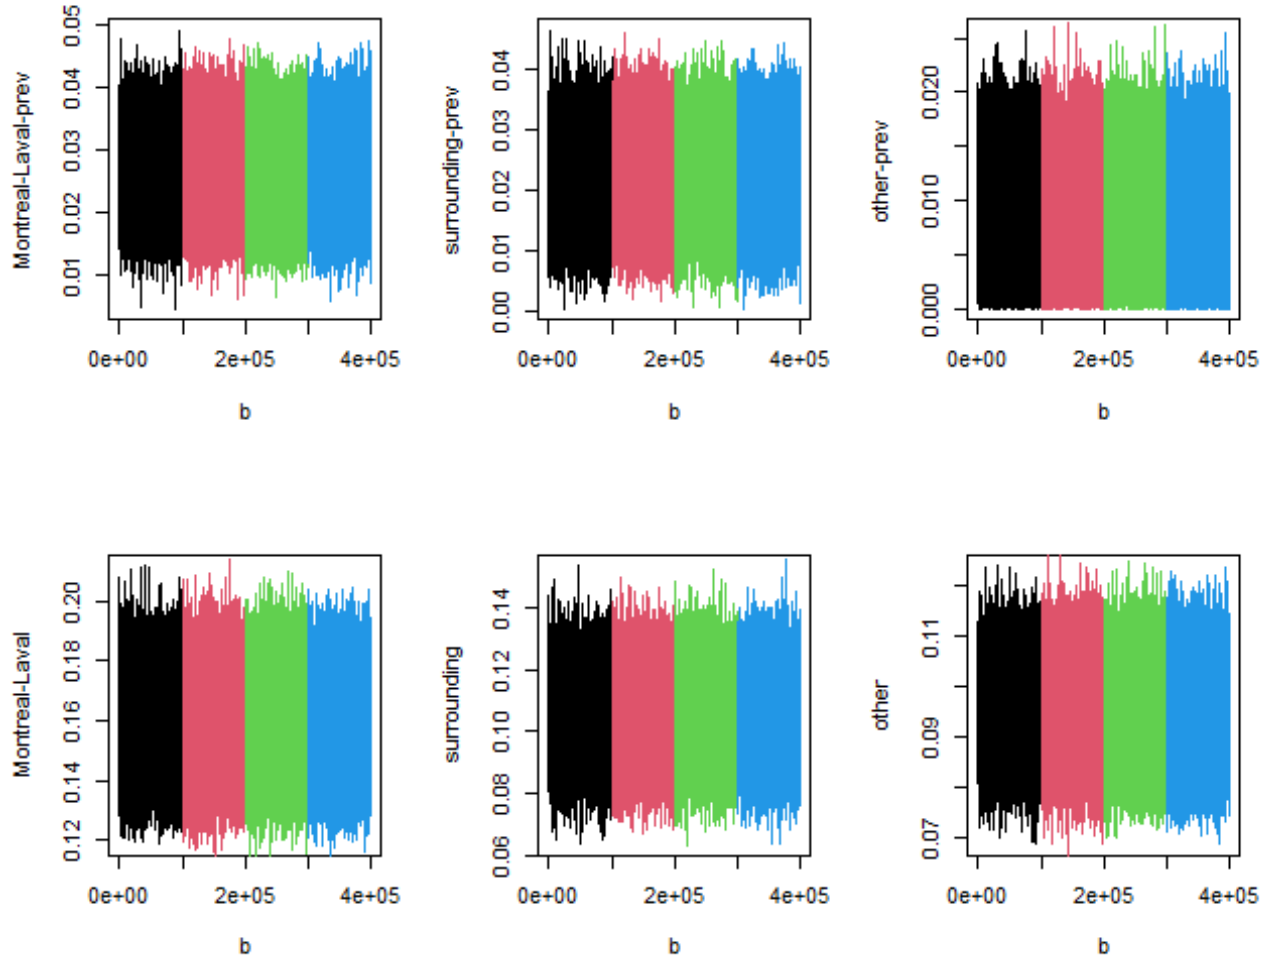 Montreal-Laval-prev
0.01 0.02 0.03 0.04 0.05
0e+00 2e+05 4e+05
b
surrounding-prev
0.00 0.01 0.02 0.03 0.04
0e+00 2e+05 4e+05
b
other-prev
0.000 0.010 0.020
0e+00 2e+05 4e+05
b
Montreal-Laval
0.12 0.14 0.16 0.18 0.20
0e+00 2e+05 4e+05
b
surrounding
0.06 0.08 0.10 0.12 0.14
0e+00 2e+05 4e+05
b
other
0.07 0.09 0.11
0e+00 2e+05 4e+05
b